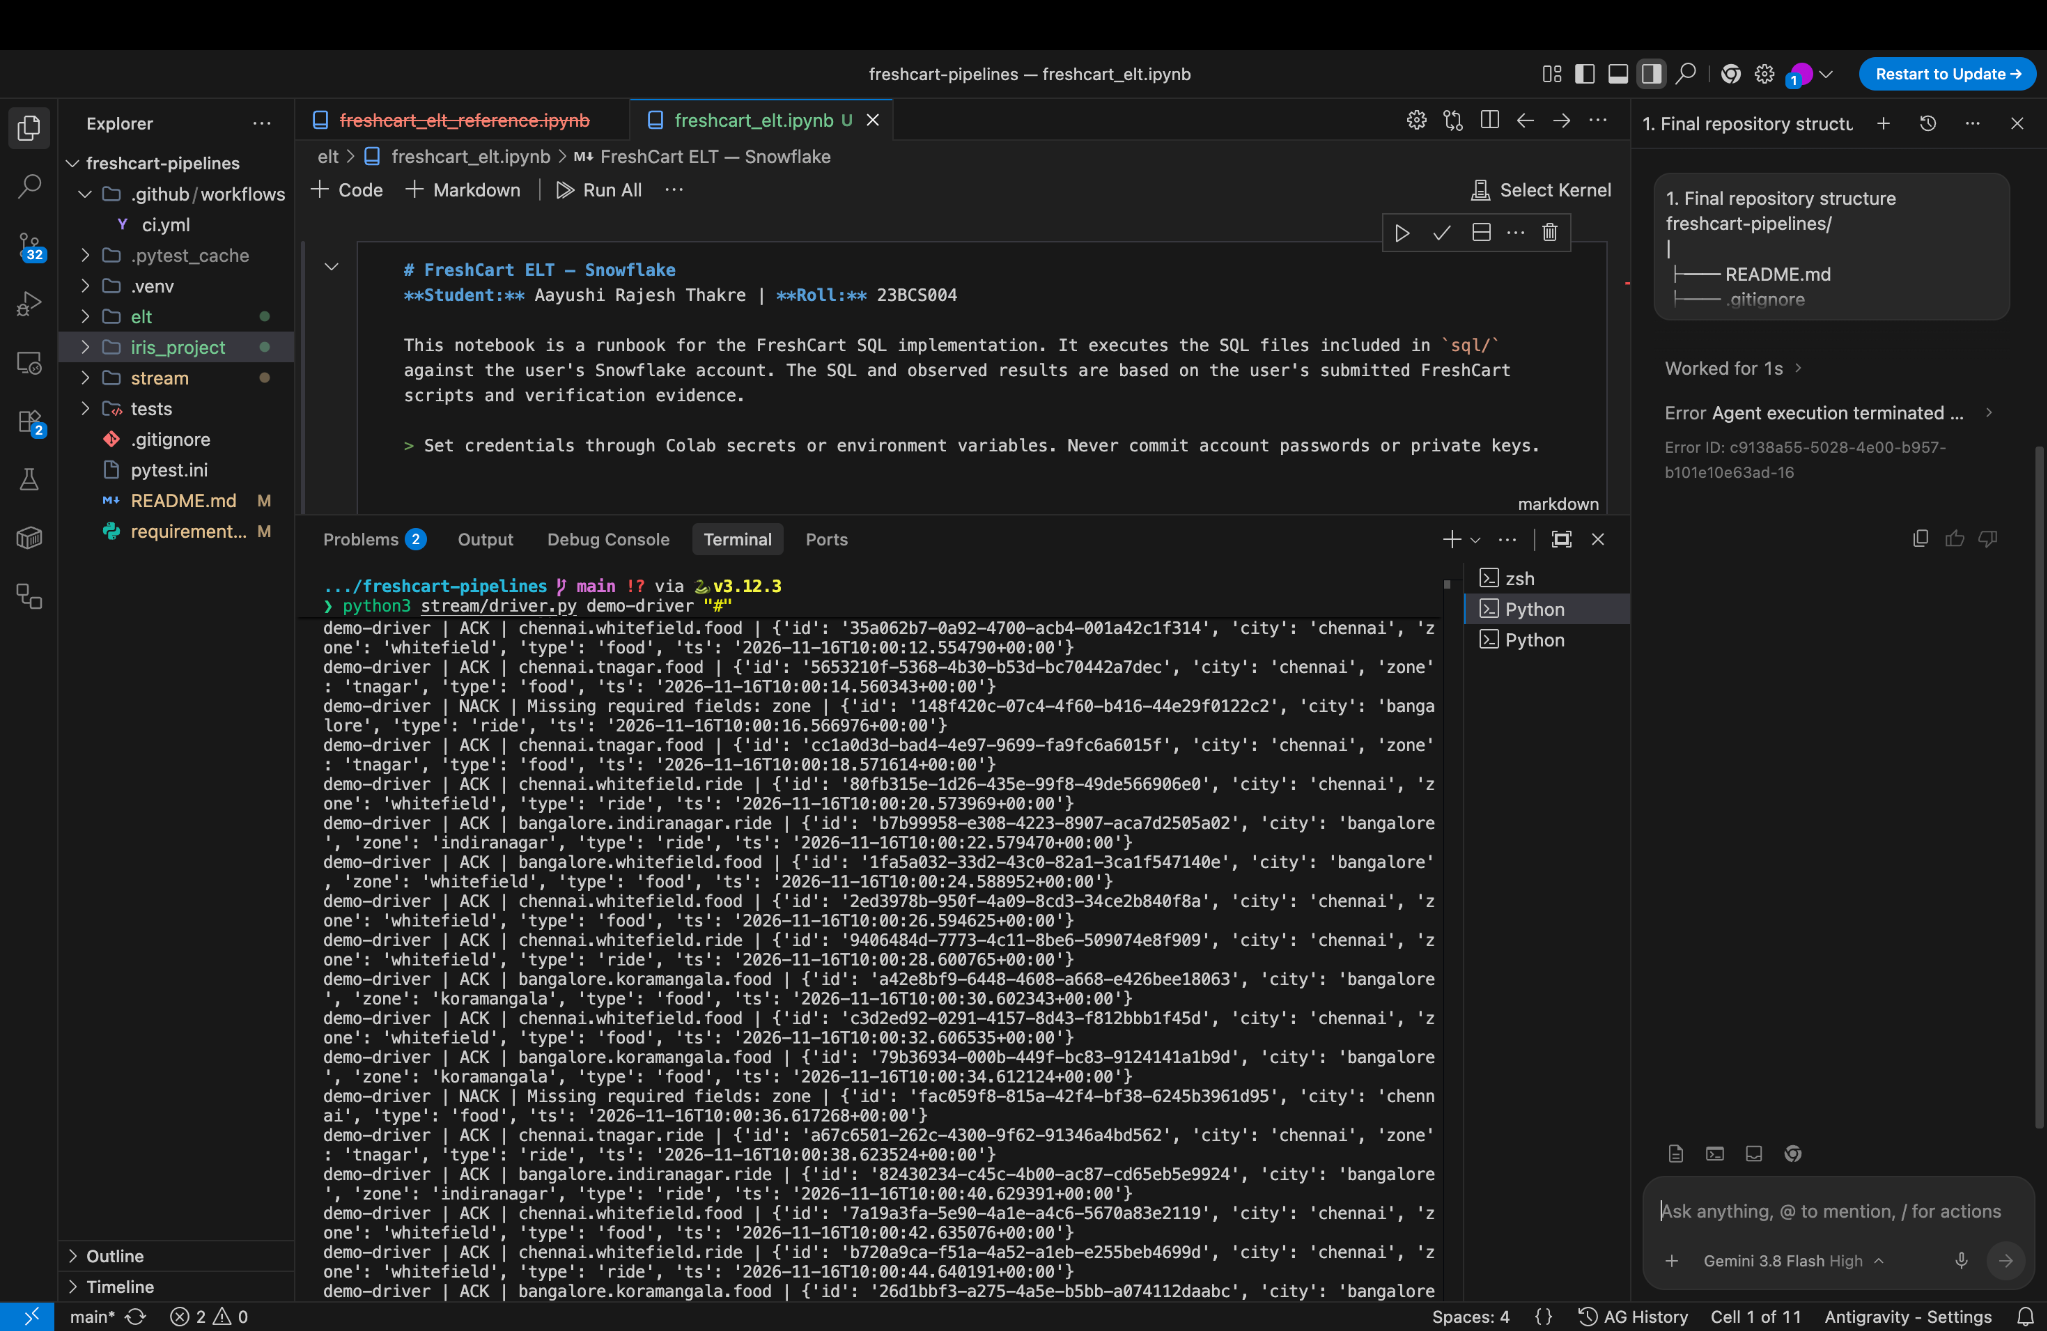 freshcart-pipelines — freshcart_elt.ipynb
1
Restart to Update →
Explorer
freshcart-pipelines
.github/workflows
ci.yml
.pytest_cache
.venv
elt
iris_project
stream
tests
.gitignore
pytest.ini
README.md M
requirement... M
32
2
Outline
Timeline
freshcart_elt_reference.ipynb
freshcart_elt.ipynb U
elt > freshcart_elt.ipynb > M↓ FreshCart ELT — Snowflake
+ Code + Markdown | Run All ...
Select Kernel
# FreshCart ELT — Snowflake
**Student:** Aayushi Rajesh Thakre | **Roll:** 23BCS004
This notebook is a runbook for the FreshCart SQL implementation. It executes the SQL files included in `sql/`
against the user's Snowflake account. The SQL and observed results are based on the user's submitted FreshCart
scripts and verification evidence.
> Set credentials through Colab secrets or environment variables. Never commit account passwords or private keys.
markdown
Problems 2 Output Debug Console Terminal Ports
zsh
Python
Python
.../freshcart-pipelines main !? via v3.12.3
❯ python3 stream/driver.py demo-driver "#"
demo-driver | ACK | chennai.whitefield.food | {'id': '35a062b7-0a92-4700-acb4-001a42c1f314', 'city': 'chennai', 'z
one': 'whitefield', 'type': 'food', 'ts': '2026-11-16T10:00:12.554790+00:00'}
demo-driver | ACK | chennai.tnagar.food | {'id': '5653210f-5368-4b30-b53d-bc70442a7dec', 'city': 'chennai', 'zone'
: 'tnagar', 'type': 'food', 'ts': '2026-11-16T10:00:14.560343+00:00'}
demo-driver | NACK | Missing required fields: zone | {'id': '148f420c-07c4-4f60-b416-44e29f0122c2', 'city': 'banga
lore', 'type': 'ride', 'ts': '2026-11-16T10:00:16.566976+00:00'}
demo-driver | ACK | chennai.tnagar.food | {'id': 'cc1a0d3d-bad4-4e97-9699-fa9fc6a6015f', 'city': 'chennai', 'zone'
: 'tnagar', 'type': 'food', 'ts': '2026-11-16T10:00:18.571614+00:00'}
demo-driver | ACK | chennai.whitefield.ride | {'id': '80fb315e-1d26-435e-99f8-49de566906e0', 'city': 'chennai', 'z
one': 'whitefield', 'type': 'ride', 'ts': '2026-11-16T10:00:20.573969+00:00'}
demo-driver | ACK | bangalore.indiranagar.ride | {'id': 'b7b99958-e308-4223-8907-aca7d2505a02', 'city': 'bangalore
', 'zone': 'indiranagar', 'type': 'ride', 'ts': '2026-11-16T10:00:22.579470+00:00'}
demo-driver | ACK | bangalore.whitefield.food | {'id': '1fa5a032-33d2-43c0-82a1-3ca1f547140e', 'city': 'bangalore'
, 'zone': 'whitefield', 'type': 'food', 'ts': '2026-11-16T10:00:24.588952+00:00'}
demo-driver | ACK | chennai.whitefield.food | {'id': '2ed3978b-950f-4a09-8cd3-34ce2b840f8a', 'city': 'chennai', 'z
one': 'whitefield', 'type': 'food', 'ts': '2026-11-16T10:00:26.594625+00:00'}
demo-driver | ACK | chennai.whitefield.ride | {'id': '9406484d-7773-4c11-8be6-509074e8f909', 'city': 'chennai', 'z
one': 'whitefield', 'type': 'ride', 'ts': '2026-11-16T10:00:28.600765+00:00'}
demo-driver | ACK | bangalore.koramangala.food | {'id': 'a42e8bf9-6448-4608-a668-e426bee18063', 'city': 'bangalore
', 'zone': 'koramangala', 'type': 'food', 'ts': '2026-11-16T10:00:30.602343+00:00'}
demo-driver | ACK | chennai.whitefield.food | {'id': 'c3d2ed92-0291-4157-8d43-f812bbb1f45d', 'city': 'chennai', 'z
one': 'whitefield', 'type': 'food', 'ts': '2026-11-16T10:00:32.606535+00:00'}
demo-driver | ACK | bangalore.koramangala.food | {'id': '79b36934-000b-449f-bc83-9124141a1b9d', 'city': 'bangalore
', 'zone': 'koramangala', 'type': 'food', 'ts': '2026-11-16T10:00:34.612124+00:00'}
demo-driver | NACK | Missing required fields: zone | {'id': 'fac059f8-815a-42f4-bf38-6245b3961d95', 'city': 'chenn
ai', 'type': 'food', 'ts': '2026-11-16T10:00:36.617268+00:00'}
demo-driver | ACK | chennai.tnagar.ride | {'id': 'a67c6501-262c-4300-9f62-91346a4bd562', 'city': 'chennai', 'zone'
: 'tnagar', 'type': 'ride', 'ts': '2026-11-16T10:00:38.623524+00:00'}
demo-driver | ACK | bangalore.indiranagar.ride | {'id': '82430234-c45c-4b00-ac87-cd65eb5e9924', 'city': 'bangalore
', 'zone': 'indiranagar', 'type': 'ride', 'ts': '2026-11-16T10:00:40.629391+00:00'}
demo-driver | ACK | chennai.whitefield.food | {'id': '7a19a3fa-5e90-4a1e-a4c6-5670a83e2119', 'city': 'chennai', 'z
one': 'whitefield', 'type': 'food', 'ts': '2026-11-16T10:00:42.635076+00:00'}
demo-driver | ACK | chennai.whitefield.ride | {'id': 'b720a9ca-f51a-4a52-a1eb-e255beb4699d', 'city': 'chennai', 'z
one': 'whitefield', 'type': 'ride', 'ts': '2026-11-16T10:00:44.640191+00:00'}
demo-driver | ACK | bangalore.koramangala.food | {'id': '26d1bbf3-a275-4a5e-b5bb-a074112daabc', 'city': 'bangalore
1. Final repository structu
1. Final repository structure
freshcart-pipelines/
|
├── README.md
├── .gitignore
Worked for 1s >
Error Agent execution terminated ... >
Error ID: c9138a55-5028-4e00-b957-
b101e10e63ad-16
Ask anything, @ to mention, / for actions
Gemini 3.8 Flash High
main* 2 0
Spaces: 4 {} AG History Cell 1 of 11 Antigravity - Settings